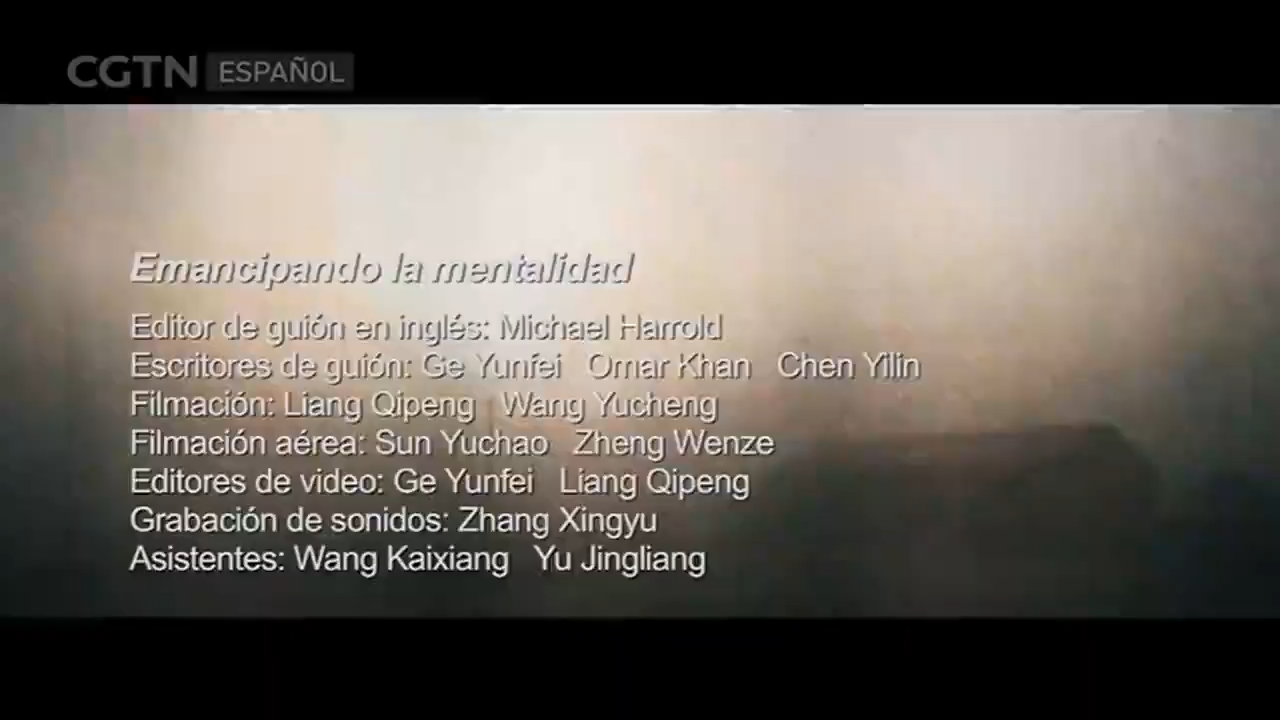 CGTN ESPAÑOL
Emancipando la mentalidad
Editor de guión en inglés: Michael Harrold
Escritores de guión: Ge Yunfei Omar Khan Chen Yilin
Filmación: Liang Qipeng Wang Yucheng
Filmación aérea: Sun Yuchao Zheng Wenze
Editores de video: Ge Yunfei Liang Qipeng
Grabación de sonidos: Zhang Xingyu
Asistentes: Wang Kaixiang Yu Jingliang